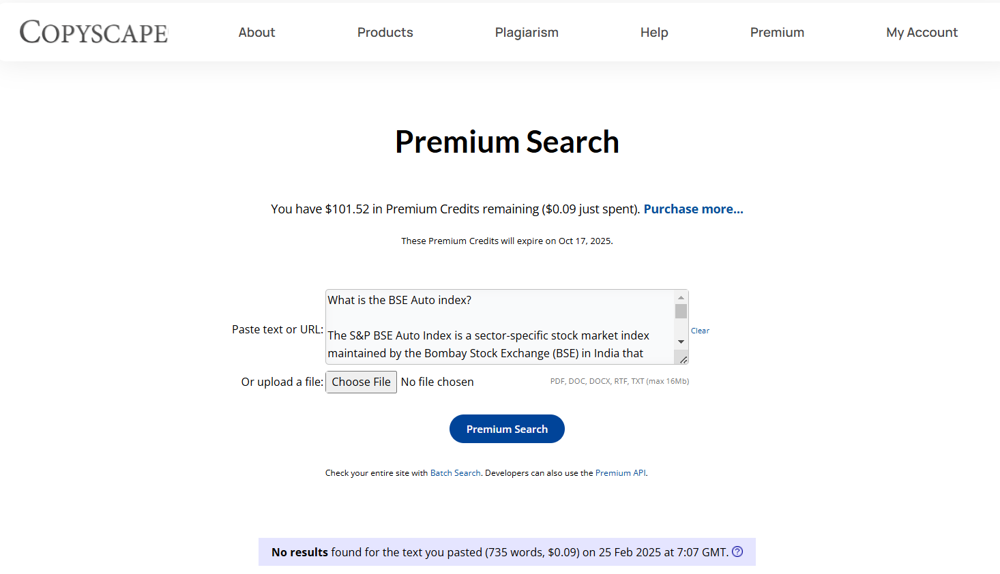 COPYSCAPE About Products Plagiarism Help Premium My Account
Premium Search
You have $101.52 in Premium Credits remaining ($0.09 just spent). Purchase more...
These Premium Credits will expire on Oct 17, 2025.
What is the BSE Auto index?
Paste text or URL:
Clear
The S&P BSE Auto Index is a sector-specific stock market index
maintained by the Bombay Stock Exchange (BSE) in India that
Or upload a file: Choose File No file chosen PDF, DOC, DOCX, RTF, TXT (max 16Mb)
Premium Search
Check your entire site with Batch Search. Developers can also use the Premium API.
No results found for the text you pasted (735 words, $0.09) on 25 Feb 2025 at 7:07 GMT. ?